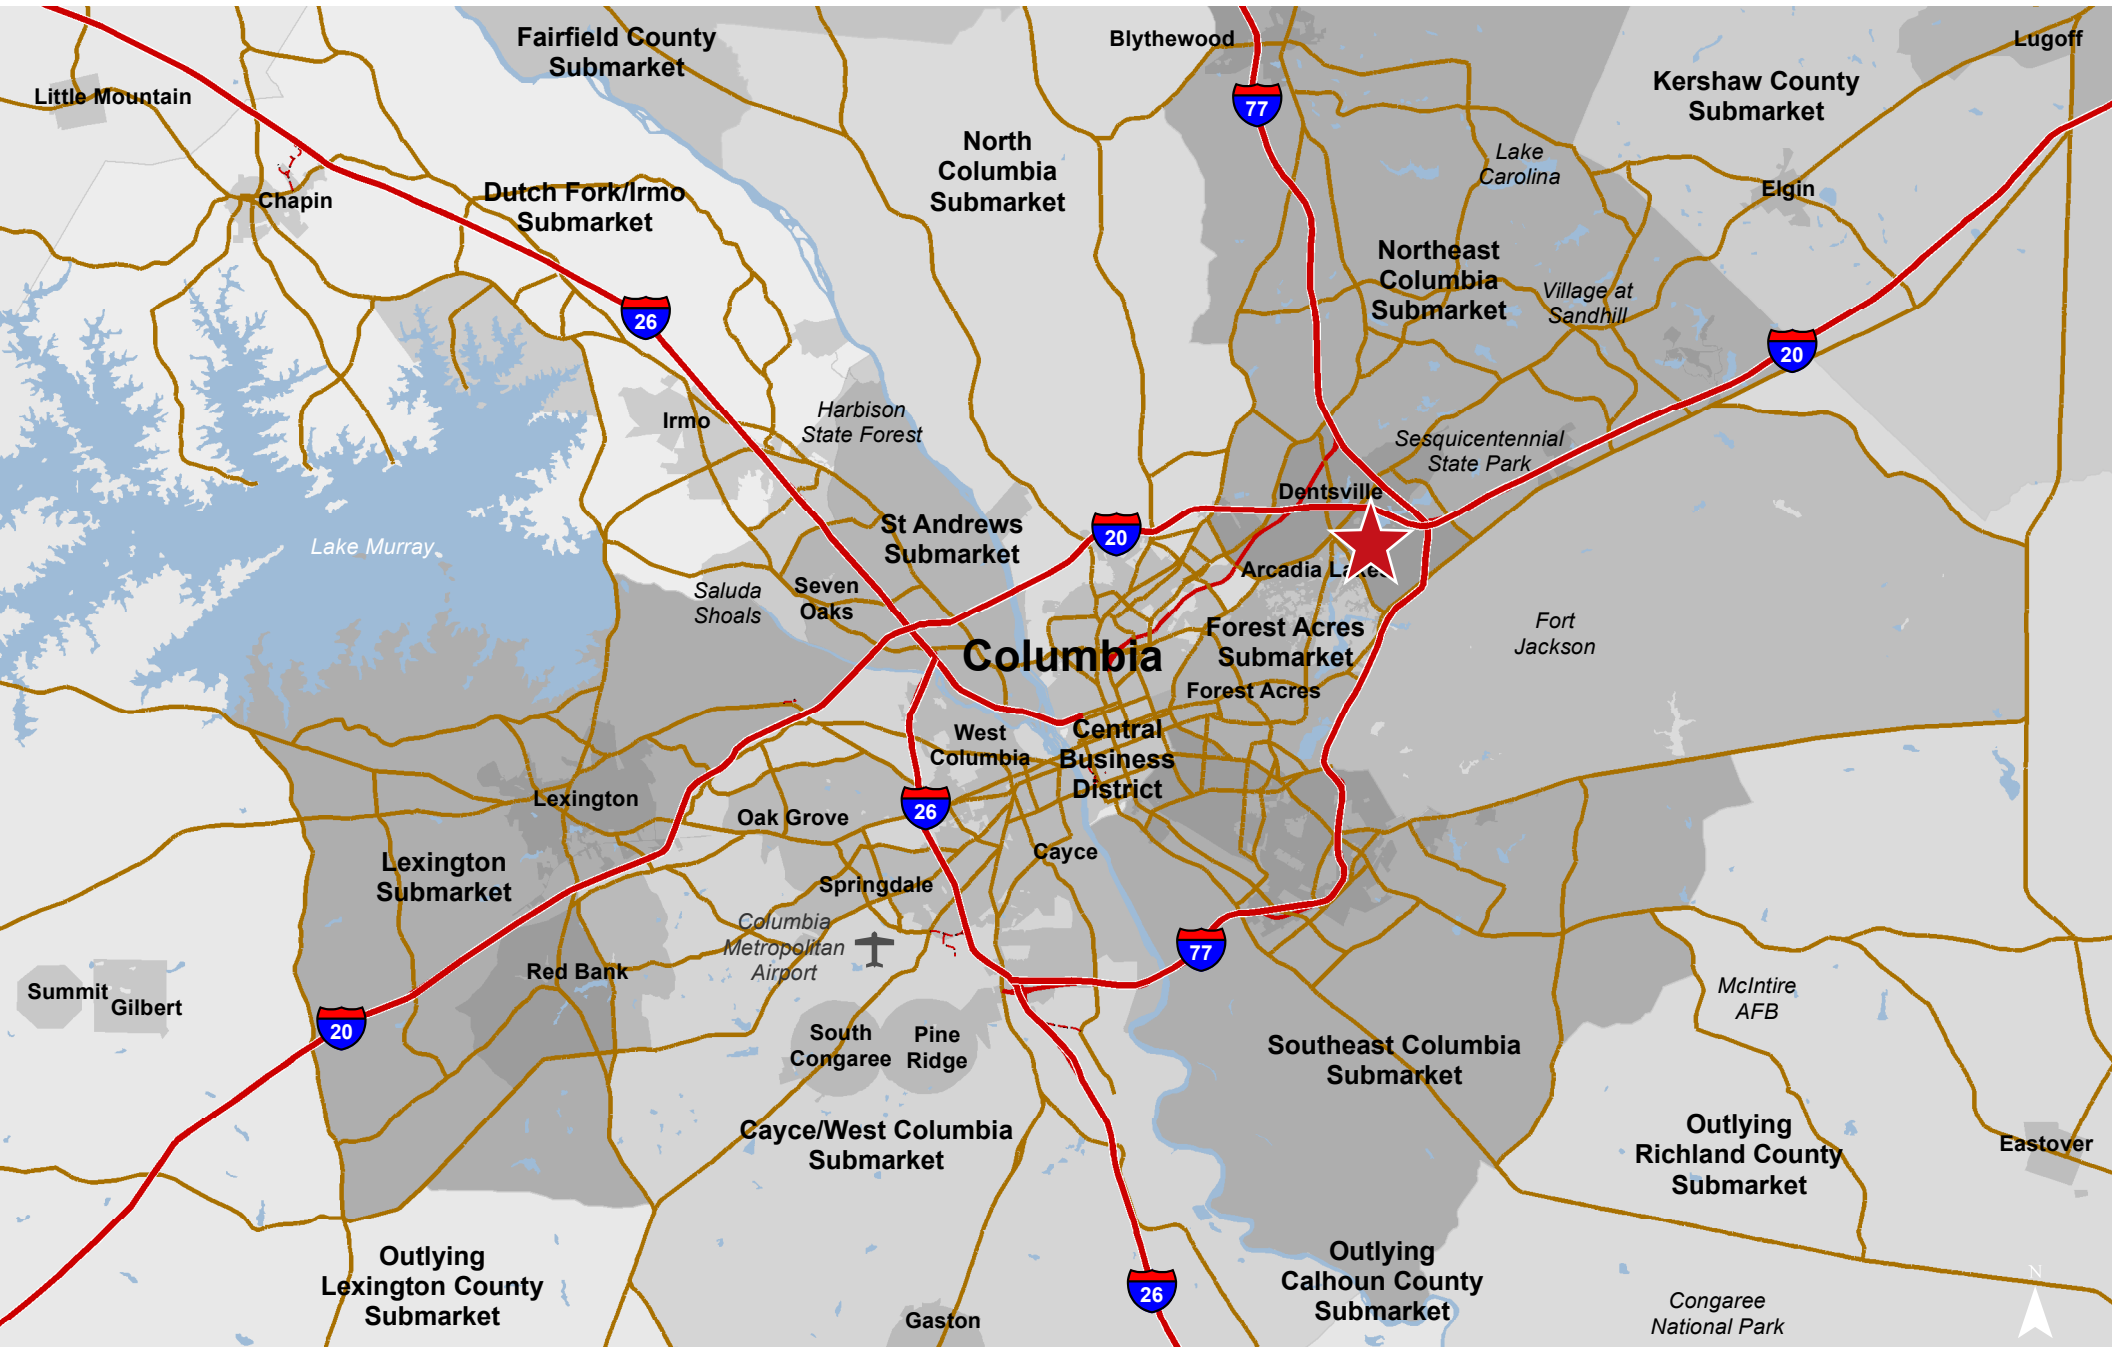 Fairfield County
Submarket
Blythewood
Lugoff
Little Mountain
77
Kershaw County
Submarket
North
Columbia
Submarket
Lake
Carolina
Elgin
Chapin
Dutch Fork/Irmo
Submarket
Northeast
Columbia
Submarket
Village at
Sandhill
26
20
Irmo
Harbison
State Forest
Sesquicentennial
State Park
Dentsville
St Andrews
Submarket
20
Lake Murray
Arcadia Lakes
Saluda
Shoals
Seven
Oaks
Forest Acres
Submarket
Fort
Jackson
Columbia
Forest Acres
West
Columbia
Central
Business
District
Lexington
26
Oak Grove
Cayce
Lexington
Submarket
Springdale
Columbia
Metropolitan
Airport
77
Red Bank
Summit
Gilbert
McIntire
AFB
20
South
Congaree
Pine
Ridge
Southeast Columbia
Submarket
Cayce/West Columbia
Submarket
Outlying
Richland County
Submarket
Eastover
Outlying
Lexington County
Submarket
Outlying
Calhoun County
Submarket
26
Gaston
Congaree
National Park
N